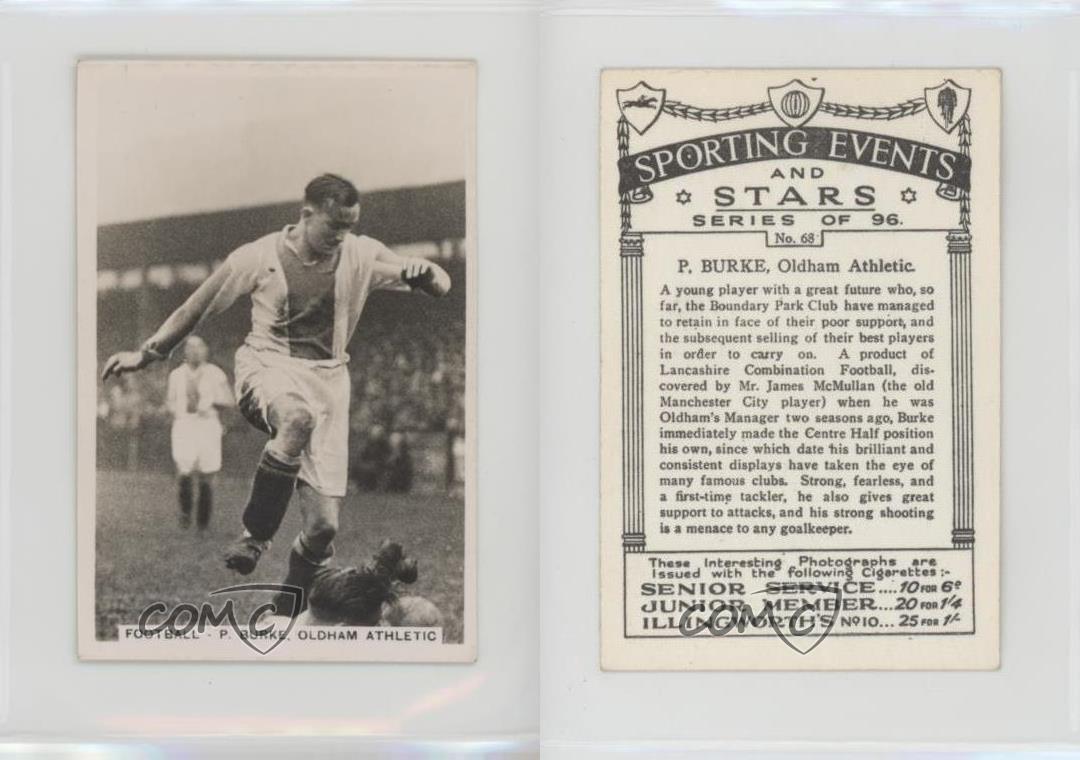 FOOTBALL - P. BURKE, OLDHAM ATHLETIC
COMC
SPORTING EVENTS
AND
STARS
SERIES OF 96.
No. 68
P. BURKE, Oldham Athletic.
A young player with a great future who, so
far, the Boundary Park Club have managed
to retain in face of their poor support, and
the subsequent selling of their best players
in order to carry on. A product of
Lancashire Combination Football, dis-
covered by Mr. James McMullan (the old
Manchester City player) when he was
Oldham's Manager two seasons ago, Burke
immediately made the Centre Half position
his own, since which date his brilliant and
consistent displays have taken the eye of
many famous clubs. Strong, fearless, and
a first-time tackler, he also gives great
support to attacks, and his strong shooting
is a menace to any goalkeeper.
These Interesting Photographs are
Issued with the following Cigarettes:-
SENIOR SERVICE....10 FOR 6D
JUNIOR MEMBER...20 FOR 1/4
ILLINGWORTH'S No 10... 25 FOR 1/-
COMC